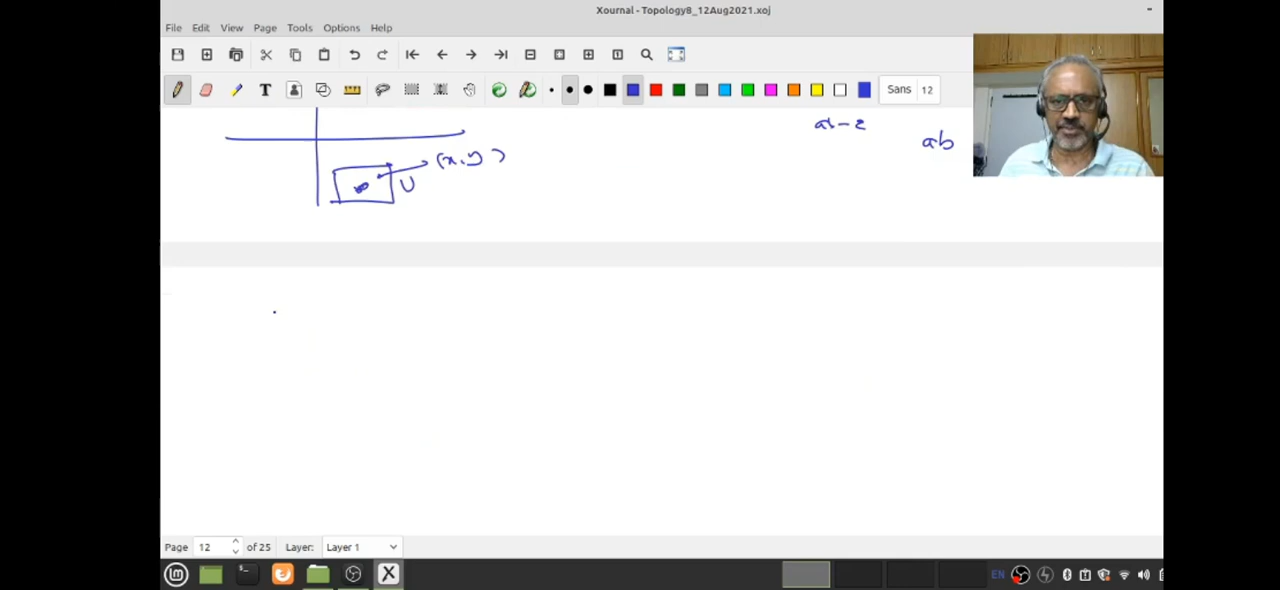 Xournal - Topology8_12Aug2021.xoj
File Edit View Page Tools Options Help
Sans 12
ab
(x, y)
U
Page 12 of 25 Layer: Layer 1
EN